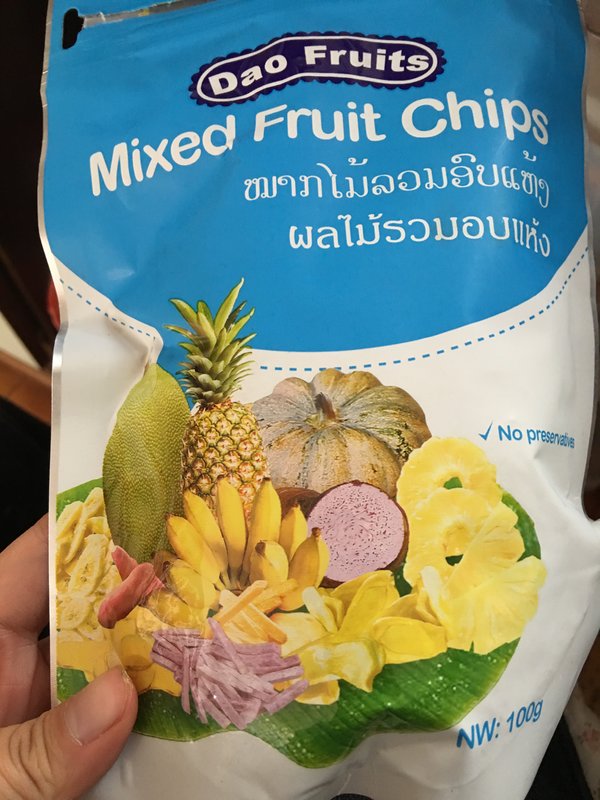 Dao Fruits
Mixed Fruit Chips
ໝາກໄມ້ລວມອົບແຫ້ງ
ผลไม้รวมอบแห้ง
✓ No preservatives
NW: 100g